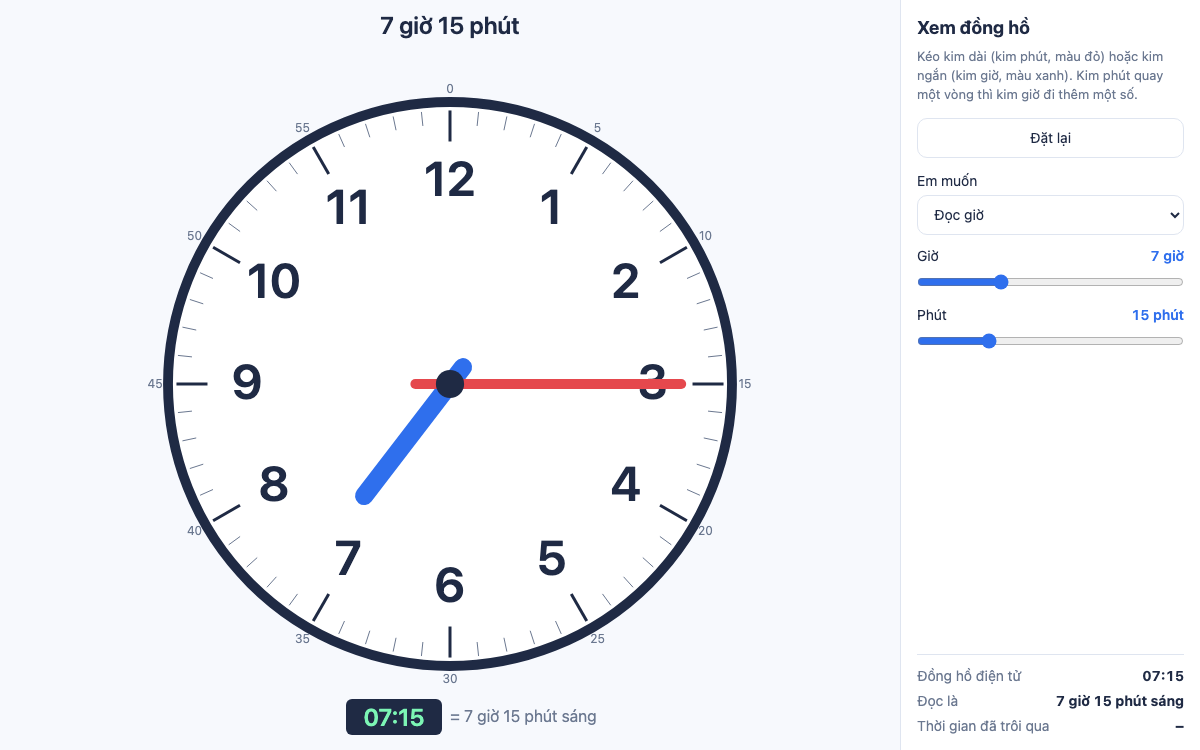 7 giờ 15 phút
0
5
10
15
20
25
30
35
40
45
50
55
12
1
2
3
4
5
6
7
8
9
10
11
07:15 = 7 giờ 15 phút sáng
Xem đồng hồ
Kéo kim dài (kim phút, màu đỏ) hoặc kim
ngắn (kim giờ, màu xanh). Kim phút quay
một vòng thì kim giờ đi thêm một số.
Đặt lại
Em muốn
Đọc giờ
Giờ 7 giờ
Phút 15 phút
Đồng hồ điện tử 07:15
Đọc là 7 giờ 15 phút sáng
Thời gian đã trôi qua –